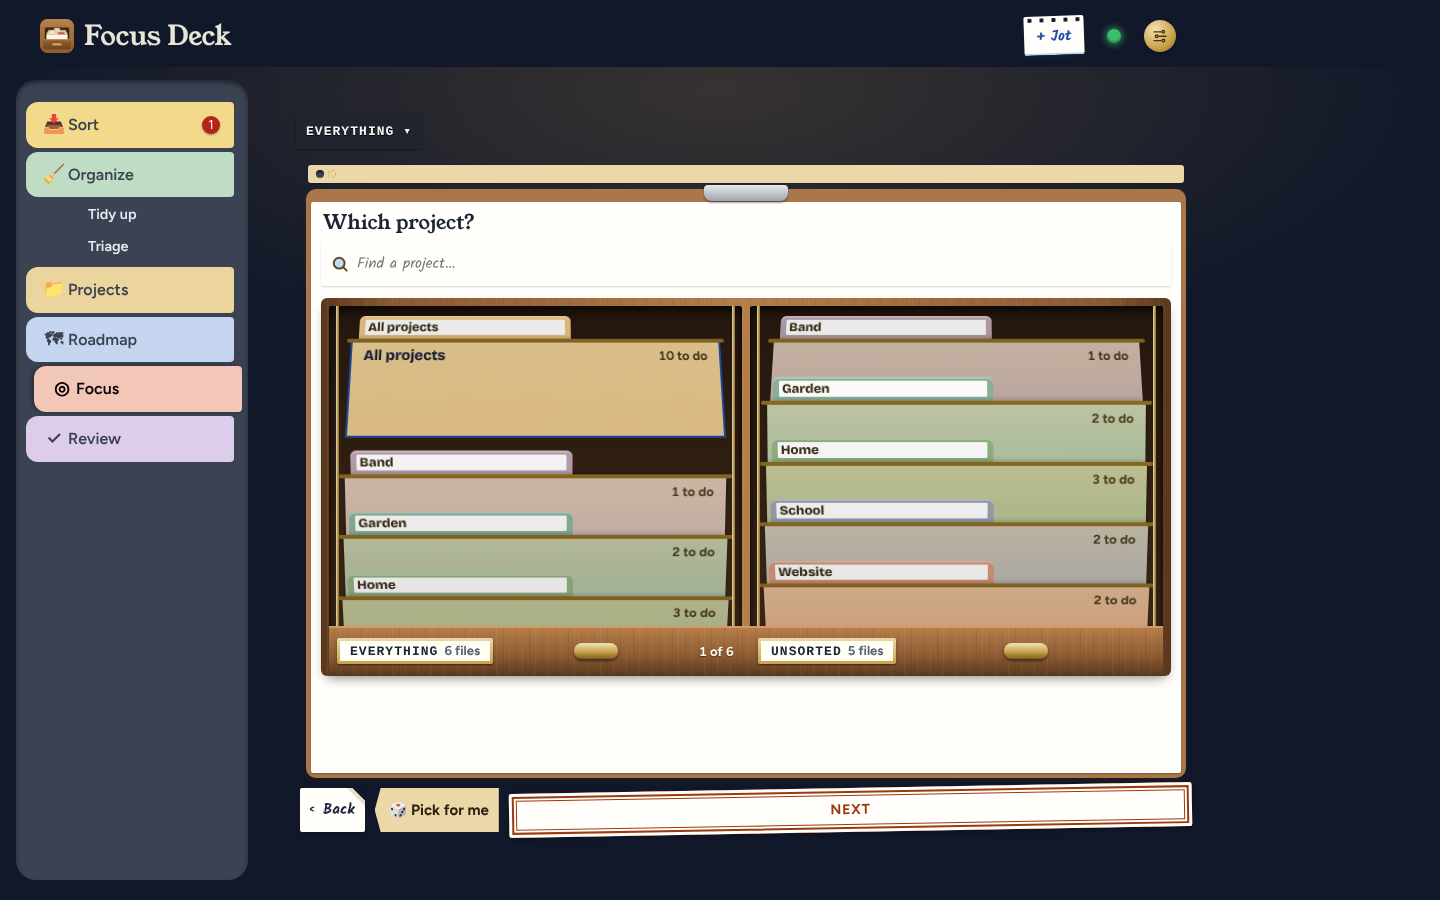 Focus Deck
+ Jot
Sort
1
Organize
Tidy up
Triage
Projects
Roadmap
Focus
Review
EVERYTHING ▾
Which project?
Find a project...
All projects
All projects
10 to do
Band
1 to do
Garden
2 to do
Home
3 to do
EVERYTHING 6 files
1 of 6
Band
1 to do
Garden
2 to do
Home
3 to do
School
2 to do
Website
2 to do
UNSORTED 5 files
‹ Back
Pick for me
NEXT